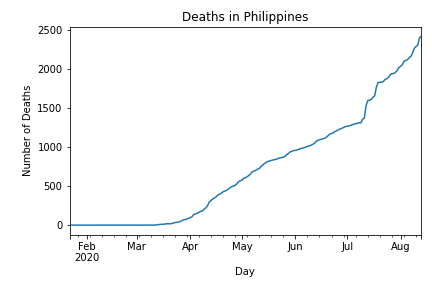 Deaths in Philippines
2500
2000
1500
1000
500
0
Number of Deaths
Feb Mar Apr May Jun Jul Aug
2020
Day